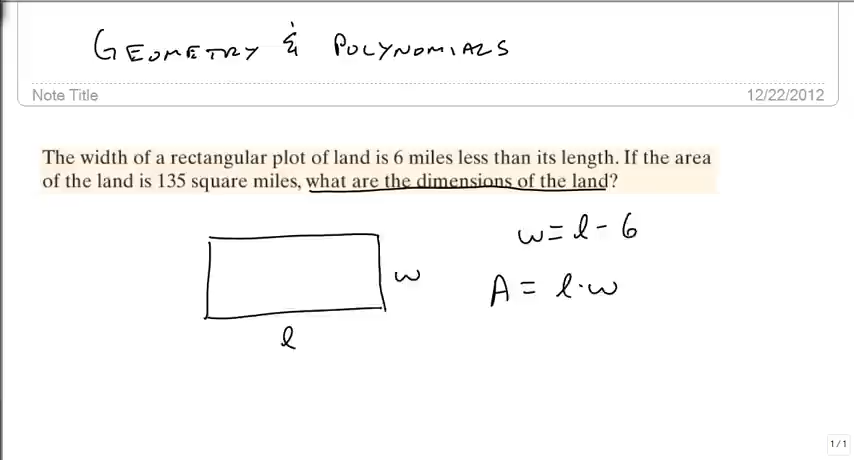 GEOMETRY & POLYNOMIALS
Note Title
12/22/2012
The width of a rectangular plot of land is 6 miles less than its length. If the area
of the land is 135 square miles, what are the dimensions of the land?
w = l - 6
w
A = l · w
l
1/1